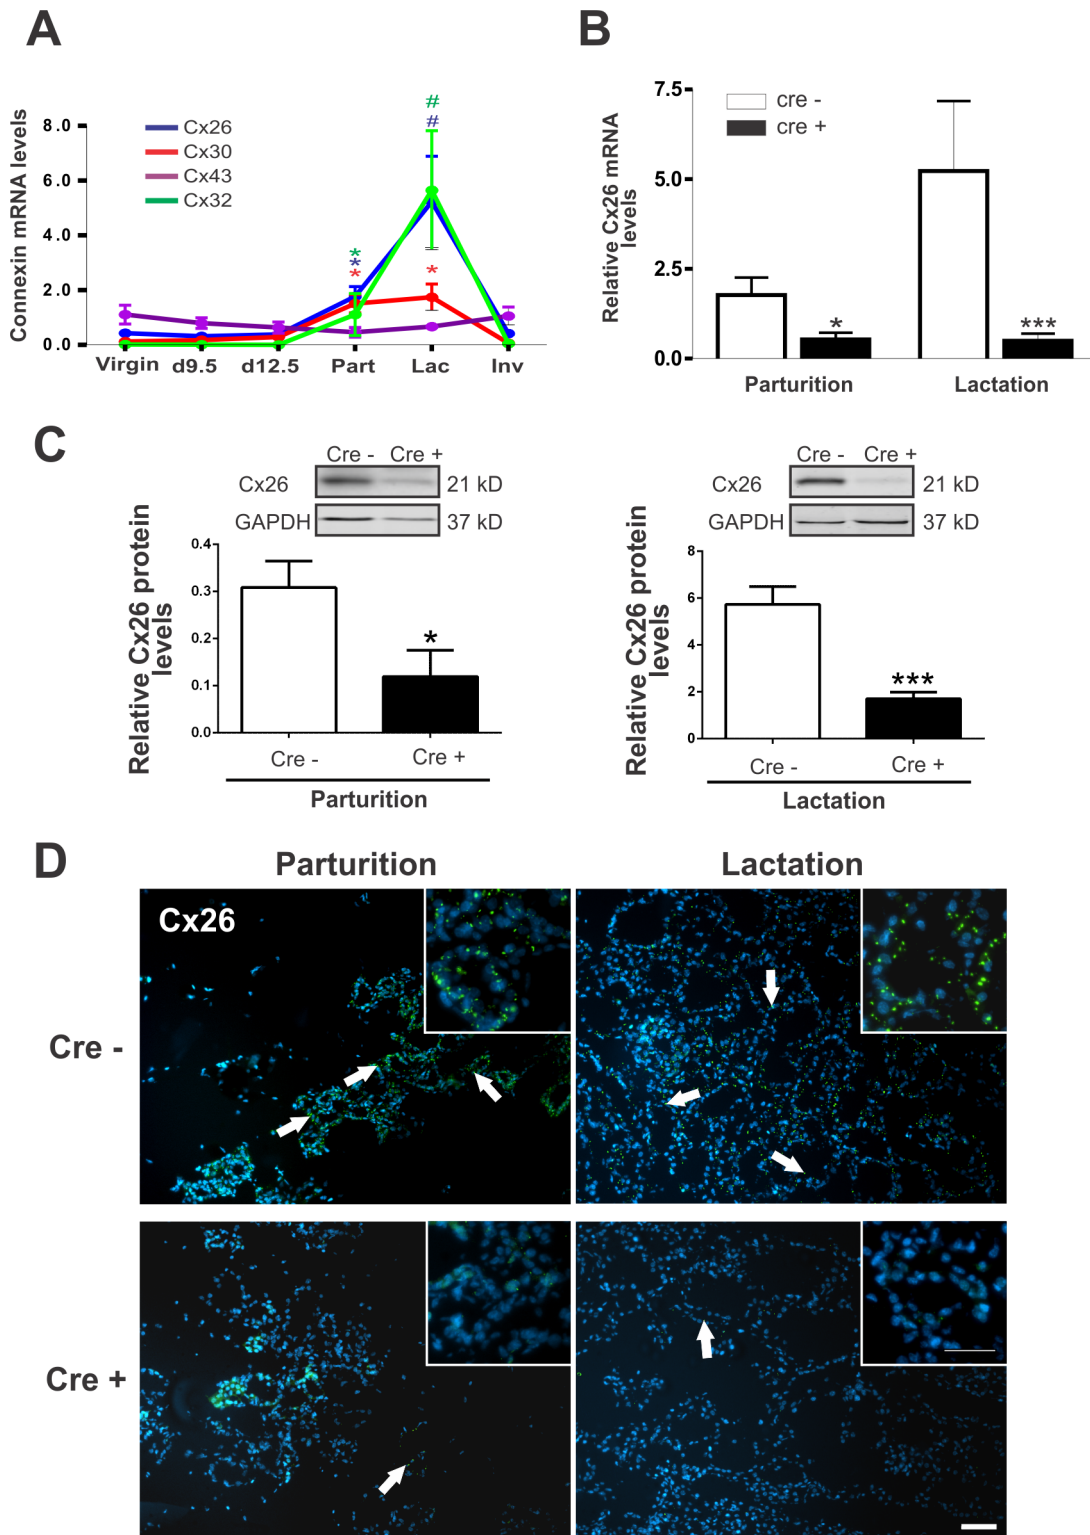 A
Connexin mRNA levels
8.0
6.0
4.0
2.0
0.0
Cx26
Cx30
Cx43
Cx32
#
#
*
*
*
*
Virgin d9.5 d12.5 Part Lac Inv
B
Relative Cx26 mRNA
levels
7.5
5.0
2.5
0.0
cre -
cre +
*
***
Parturition Lactation
C
Cre - Cre +
Cx26 21 kD
GAPDH 37 kD
Relative Cx26 protein
levels
0.4
0.3
0.2
0.1
0.0
*
Cre - Cre +
Parturition
Cre - Cre +
Cx26 21 kD
GAPDH 37 kD
Relative Cx26 protein
levels
8
6
4
2
0
***
Cre - Cre +
Lactation
D
Parturition Lactation
Cx26
Cre -
Cre +